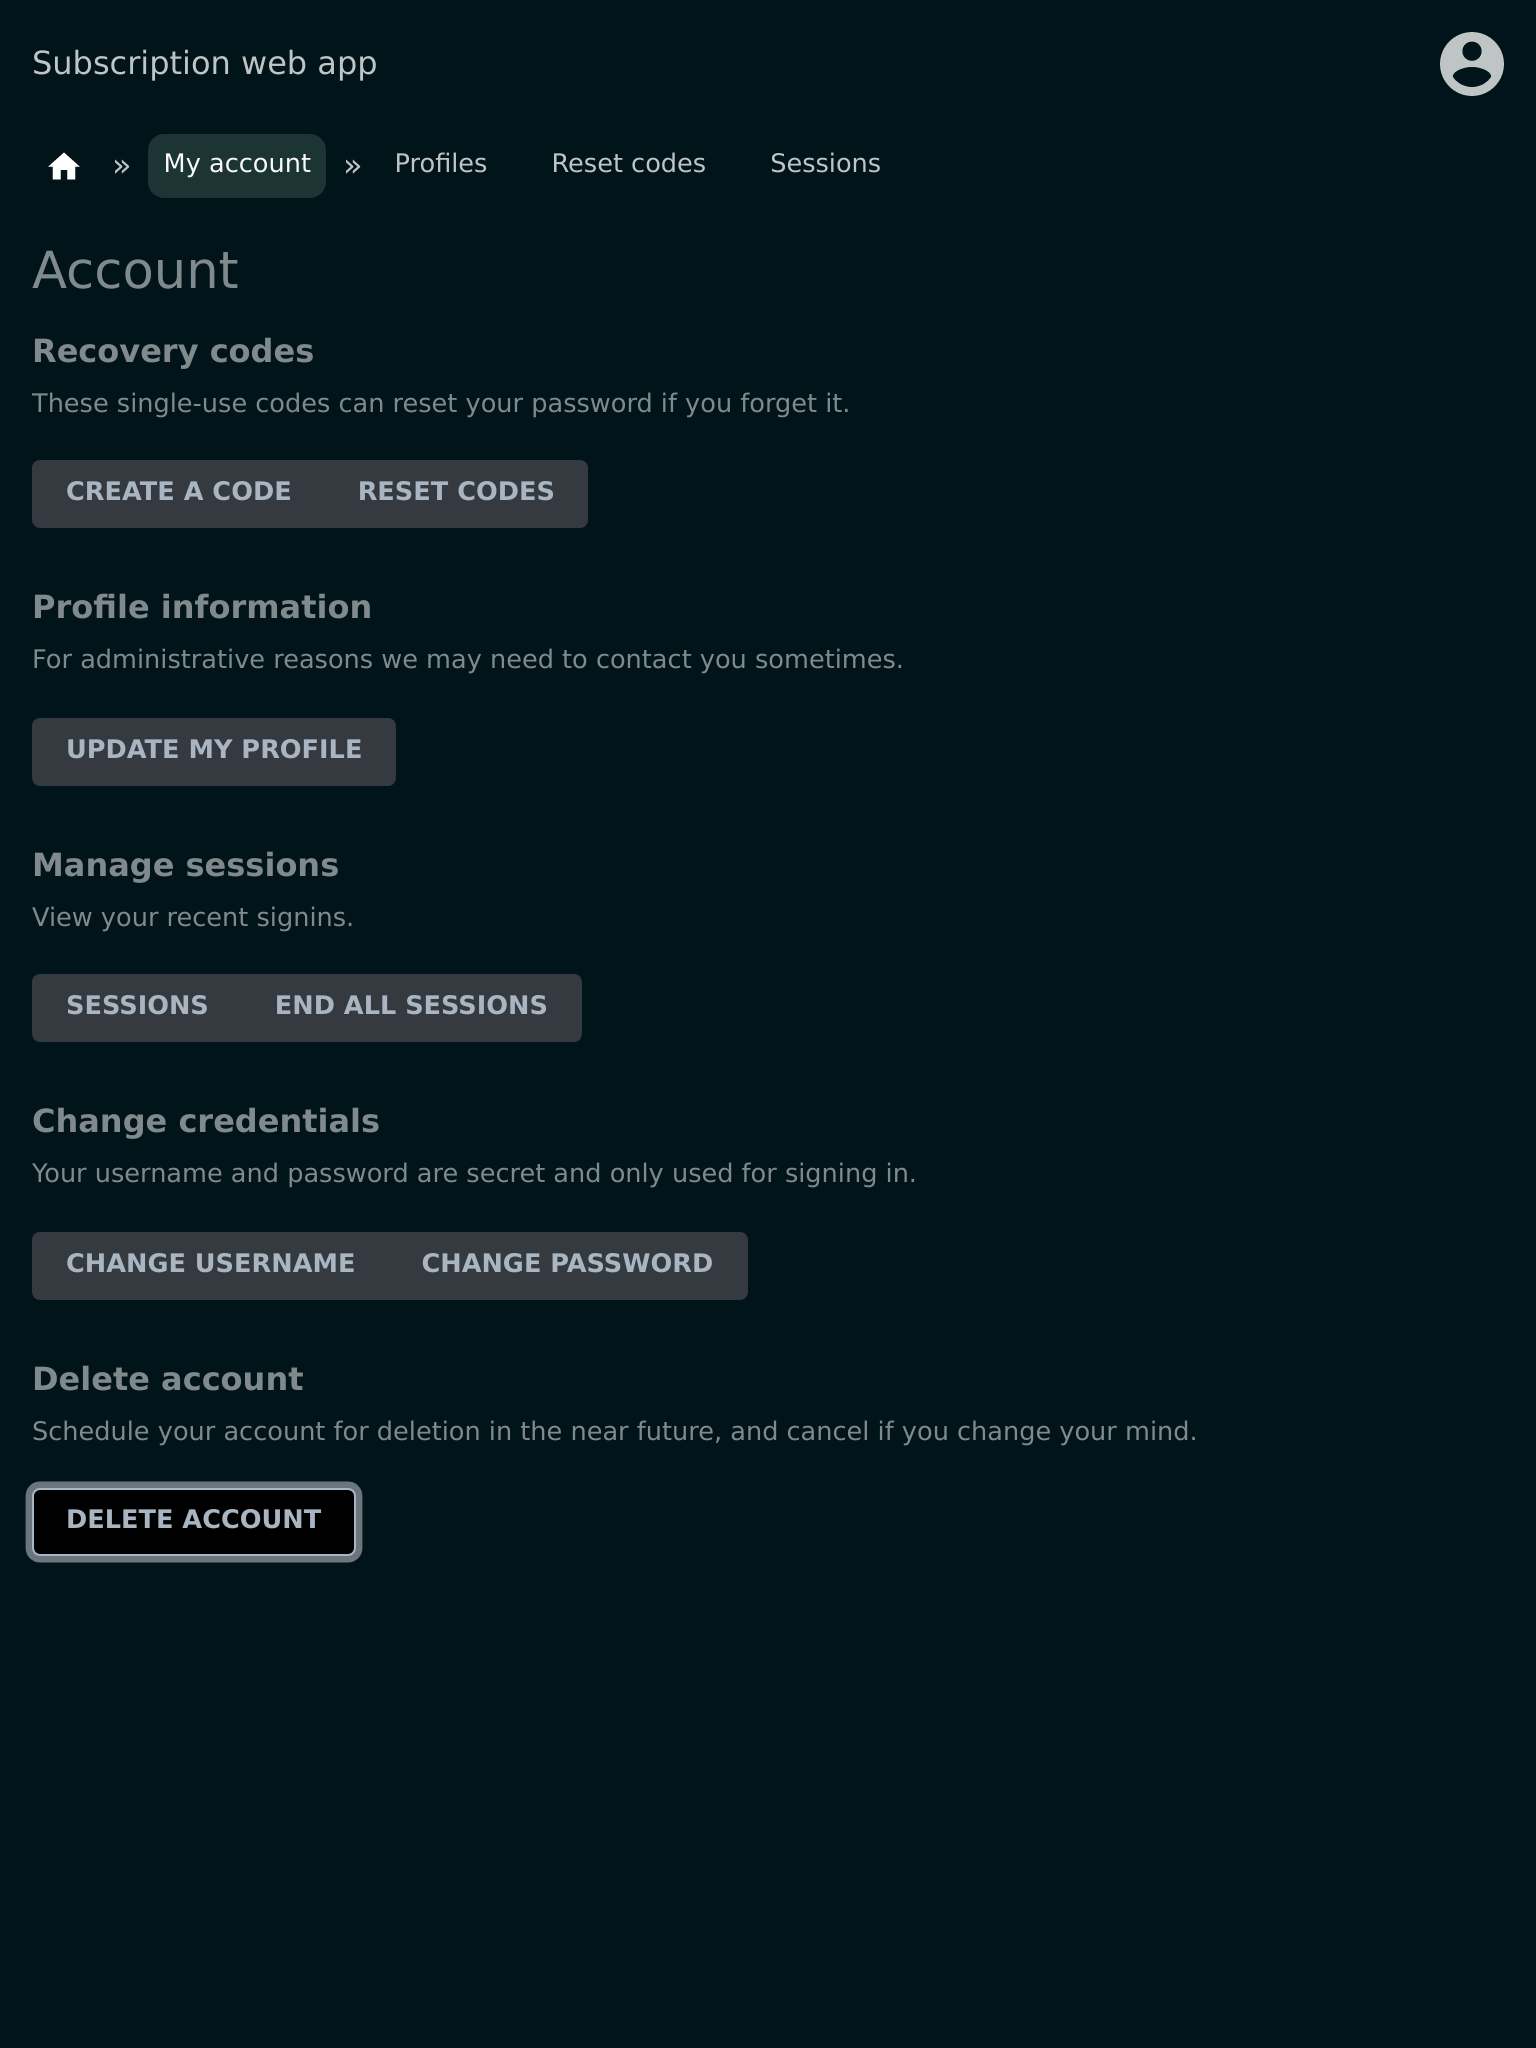 Subscription web app
» My account » Profiles Reset codes Sessions
Account
Recovery codes
These single-use codes can reset your password if you forget it.
CREATE A CODE RESET CODES
Profile information
For administrative reasons we may need to contact you sometimes.
UPDATE MY PROFILE
Manage sessions
View your recent signins.
SESSIONS END ALL SESSIONS
Change credentials
Your username and password are secret and only used for signing in.
CHANGE USERNAME CHANGE PASSWORD
Delete account
Schedule your account for deletion in the near future, and cancel if you change your mind.
DELETE ACCOUNT